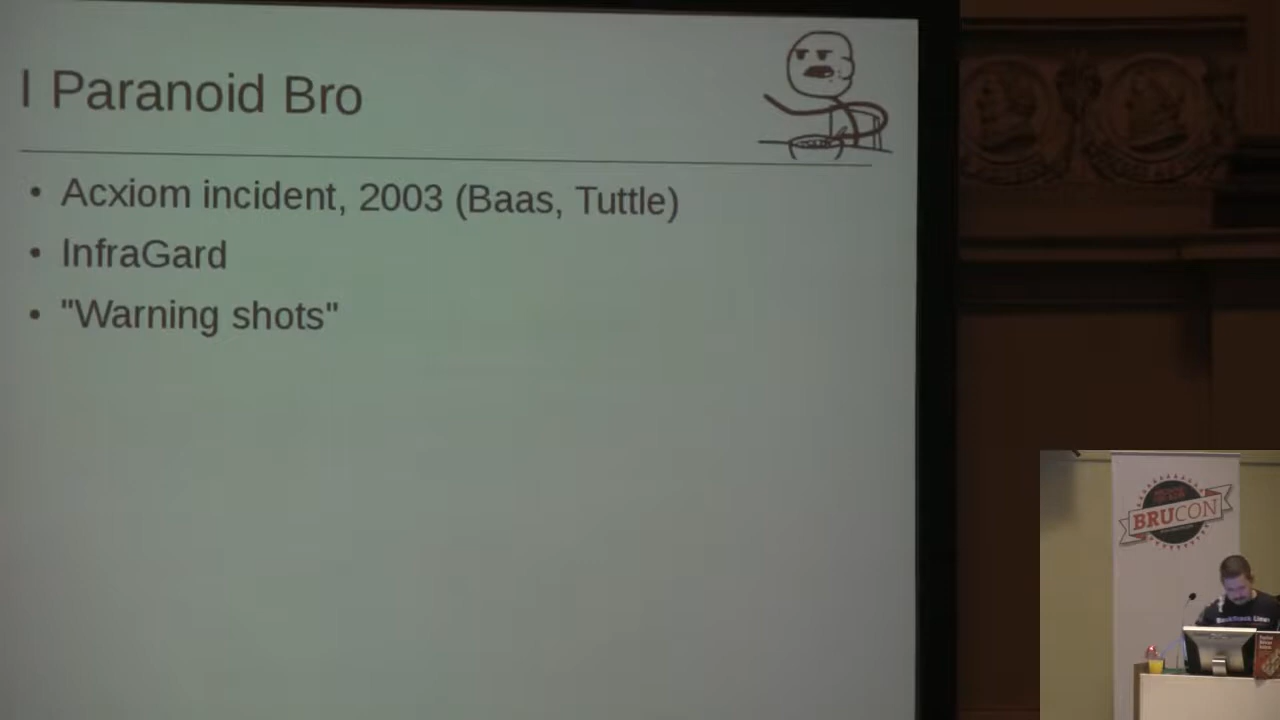 I Paranoid Bro
• Acxiom incident, 2003 (Baas, Tuttle)
• InfraGard
• "Warning shots"
BRUCON